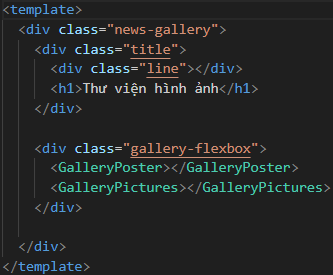 <template>
<div class="news-gallery">
<div class="title">
<div class="line"></div>
<h1>Thư viện hình ảnh</h1>
</div>
<div class="gallery-flexbox">
<GalleryPoster></GalleryPoster>
<GalleryPictures></GalleryPictures>
</div>
</div>
</template>